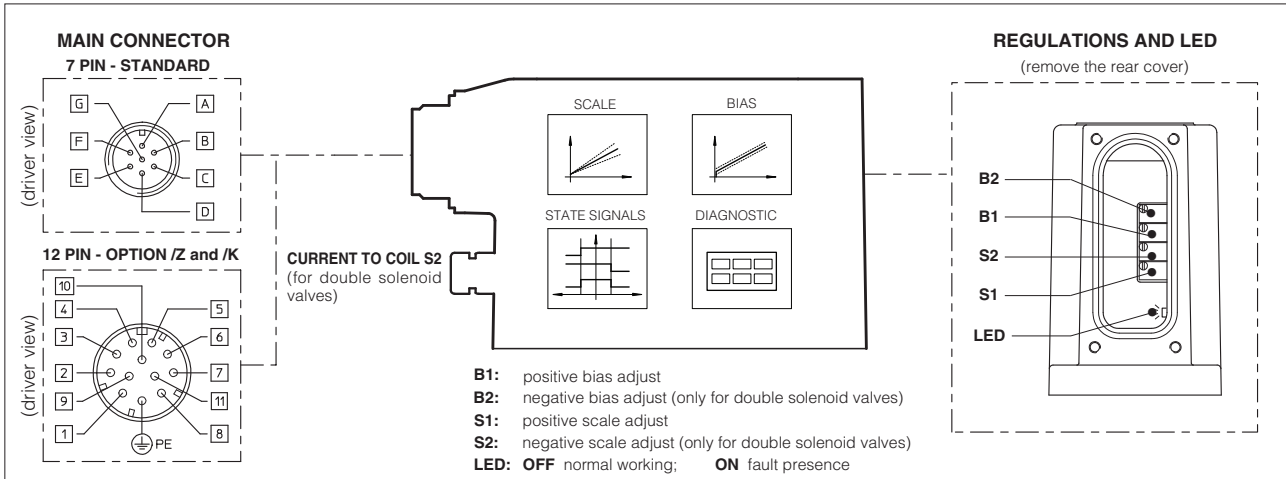 MAIN CONNECTOR
7 PIN - STANDARD
(driver view)
G
A
F
B
E
C
D
12 PIN - OPTION /Z and /K
(driver view)
10
4
5
3
6
2
7
9
11
1
8
PE
CURRENT TO COIL S2
(for double solenoid
valves)
SCALE
BIAS
STATE SIGNALS
DIAGNOSTIC
B1: positive bias adjust
B2: negative bias adjust (only for double solenoid valves)
S1: positive scale adjust
S2: negative scale adjust (only for double solenoid valves)
LED: OFF normal working; ON fault presence
REGULATIONS AND LED
(remove the rear cover)
B2
B1
S2
S1
LED